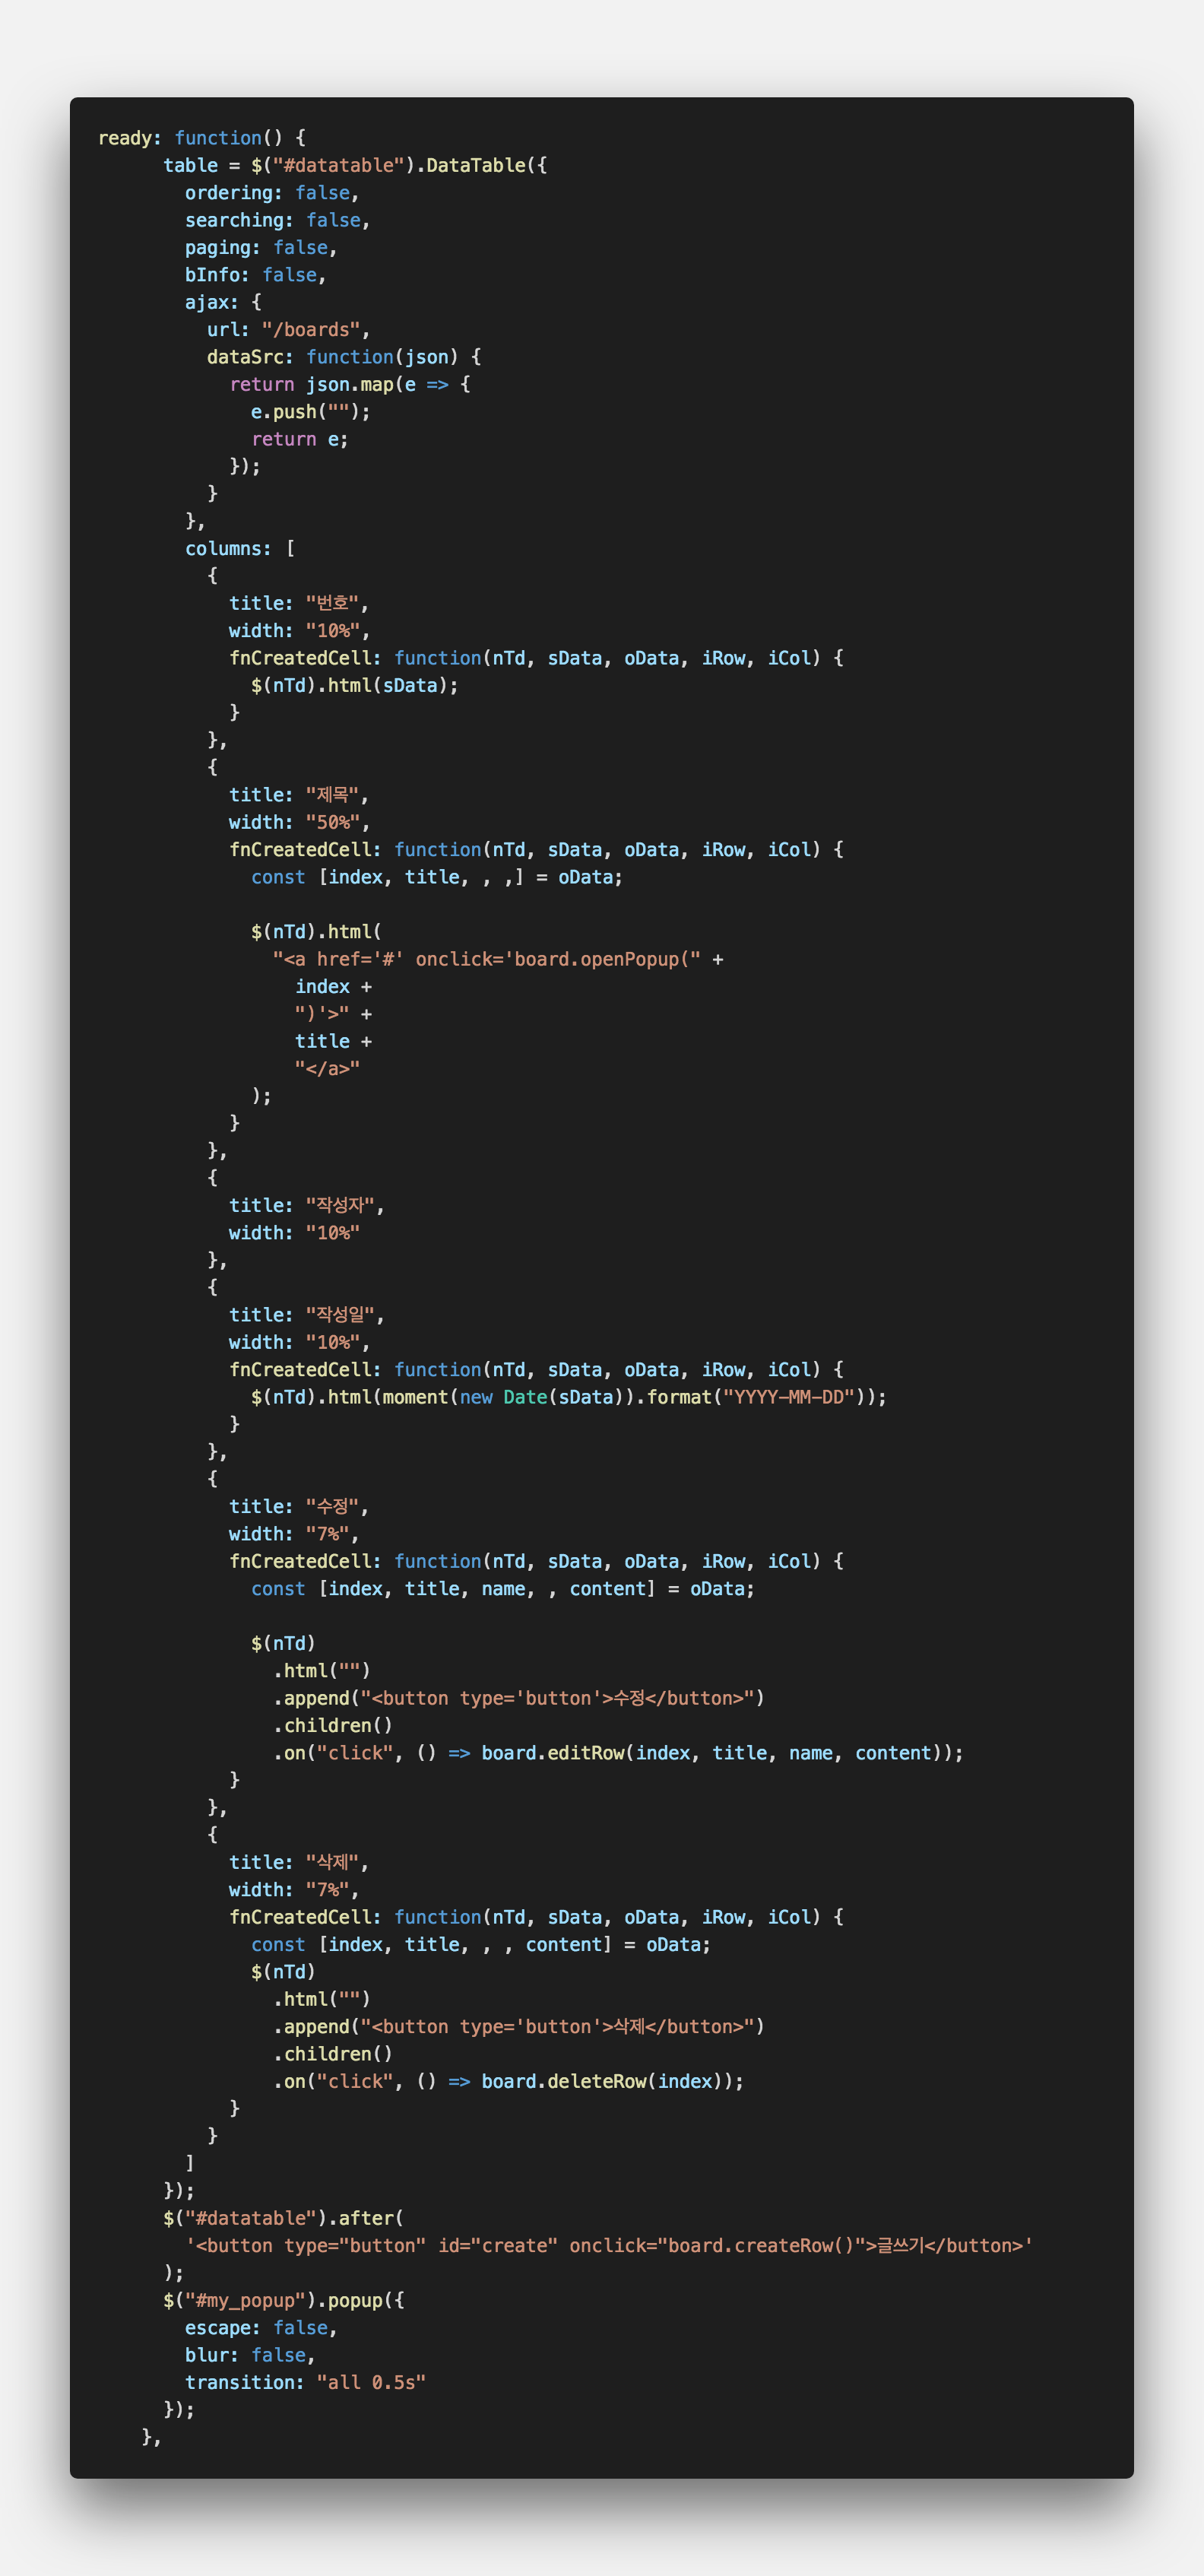 ready: function() {
      table = $("#datatable").DataTable({
        ordering: false,
        searching: false,
        paging: false,
        bInfo: false,
        ajax: {
          url: "/boards",
          dataSrc: function(json) {
            return json.map(e => {
              e.push("");
              return e;
            });
          }
        },
        columns: [
          {
            title: "번호",
            width: "10%",
            fnCreatedCell: function(nTd, sData, oData, iRow, iCol) {
              $(nTd).html(sData);
            }
          },
          {
            title: "제목",
            width: "50%",
            fnCreatedCell: function(nTd, sData, oData, iRow, iCol) {
              const [index, title, , ,] = oData;

              $(nTd).html(
                "<a href='#' onclick='board.openPopup(" +
                  index +
                  ")'>" +
                  title +
                  "</a>"
              );
            }
          },
          {
            title: "작성자",
            width: "10%"
          },
          {
            title: "작성일",
            width: "10%",
            fnCreatedCell: function(nTd, sData, oData, iRow, iCol) {
              $(nTd).html(moment(new Date(sData)).format("YYYY-MM-DD"));
            }
          },
          {
            title: "수정",
            width: "7%",
            fnCreatedCell: function(nTd, sData, oData, iRow, iCol) {
              const [index, title, name, , content] = oData;

              $(nTd)
                .html("")
                .append("<button type='button'>수정</button>")
                .children()
                .on("click", () => board.editRow(index, title, name, content));
            }
          },
          {
            title: "삭제",
            width: "7%",
            fnCreatedCell: function(nTd, sData, oData, iRow, iCol) {
              const [index, title, , , content] = oData;
              $(nTd)
                .html("")
                .append("<button type='button'>삭제</button>")
                .children()
                .on("click", () => board.deleteRow(index));
            }
          }
        ]
      });
      $("#datatable").after(
        '<button type="button" id="create" onclick="board.createRow()">글쓰기</button>'
      );
      $("#my_popup").popup({
        escape: false,
        blur: false,
        transition: "all 0.5s"
      });
    },